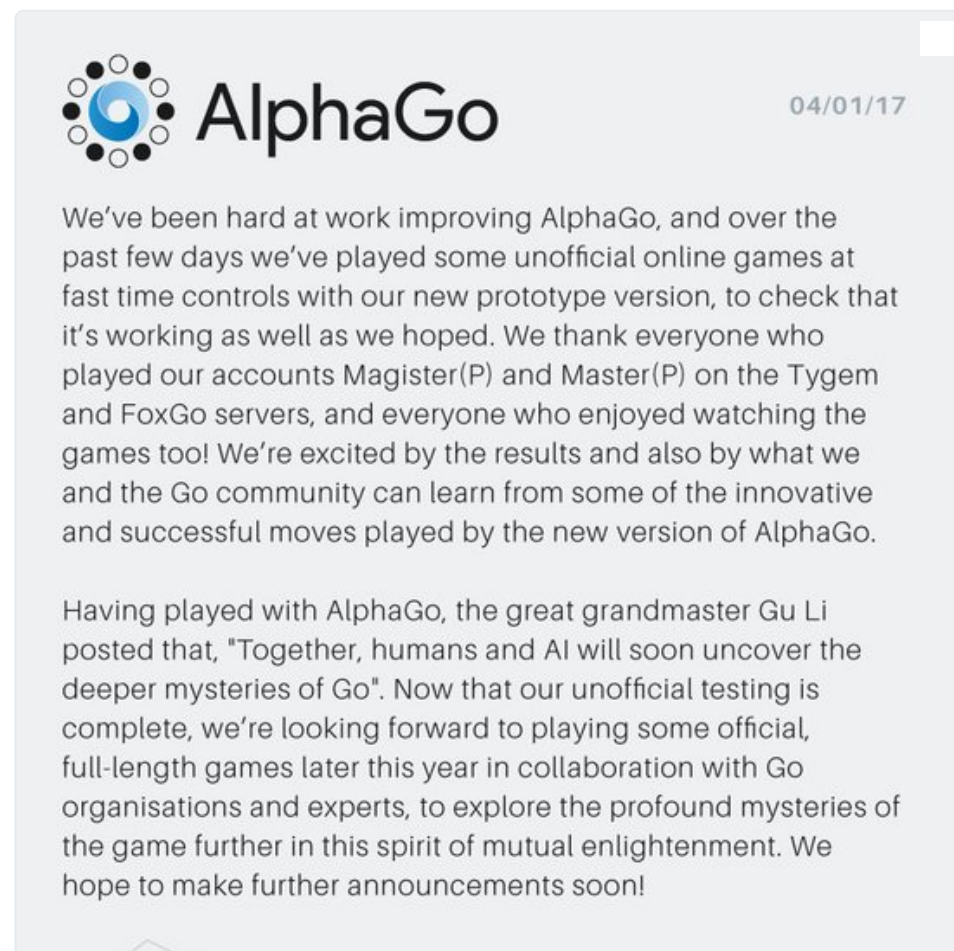 AlphaGo
04/01/17
We've been hard at work improving AlphaGo, and over the
past few days we've played some unofficial online games at
fast time controls with our new prototype version, to check that
it's working as well as we hoped. We thank everyone who
played our accounts Magister(P) and Master(P) on the Tygem
and FoxGo servers, and everyone who enjoyed watching the
games too! We're excited by the results and also by what we
and the Go community can learn from some of the innovative
and successful moves played by the new version of AlphaGo.
Having played with AlphaGo, the great grandmaster Gu Li
posted that, "Together, humans and AI will soon uncover the
deeper mysteries of Go". Now that our unofficial testing is
complete, we're looking forward to playing some official,
full-length games later this year in collaboration with Go
organisations and experts, to explore the profound mysteries of
the game further in this spirit of mutual enlightenment. We
hope to make further announcements soon!